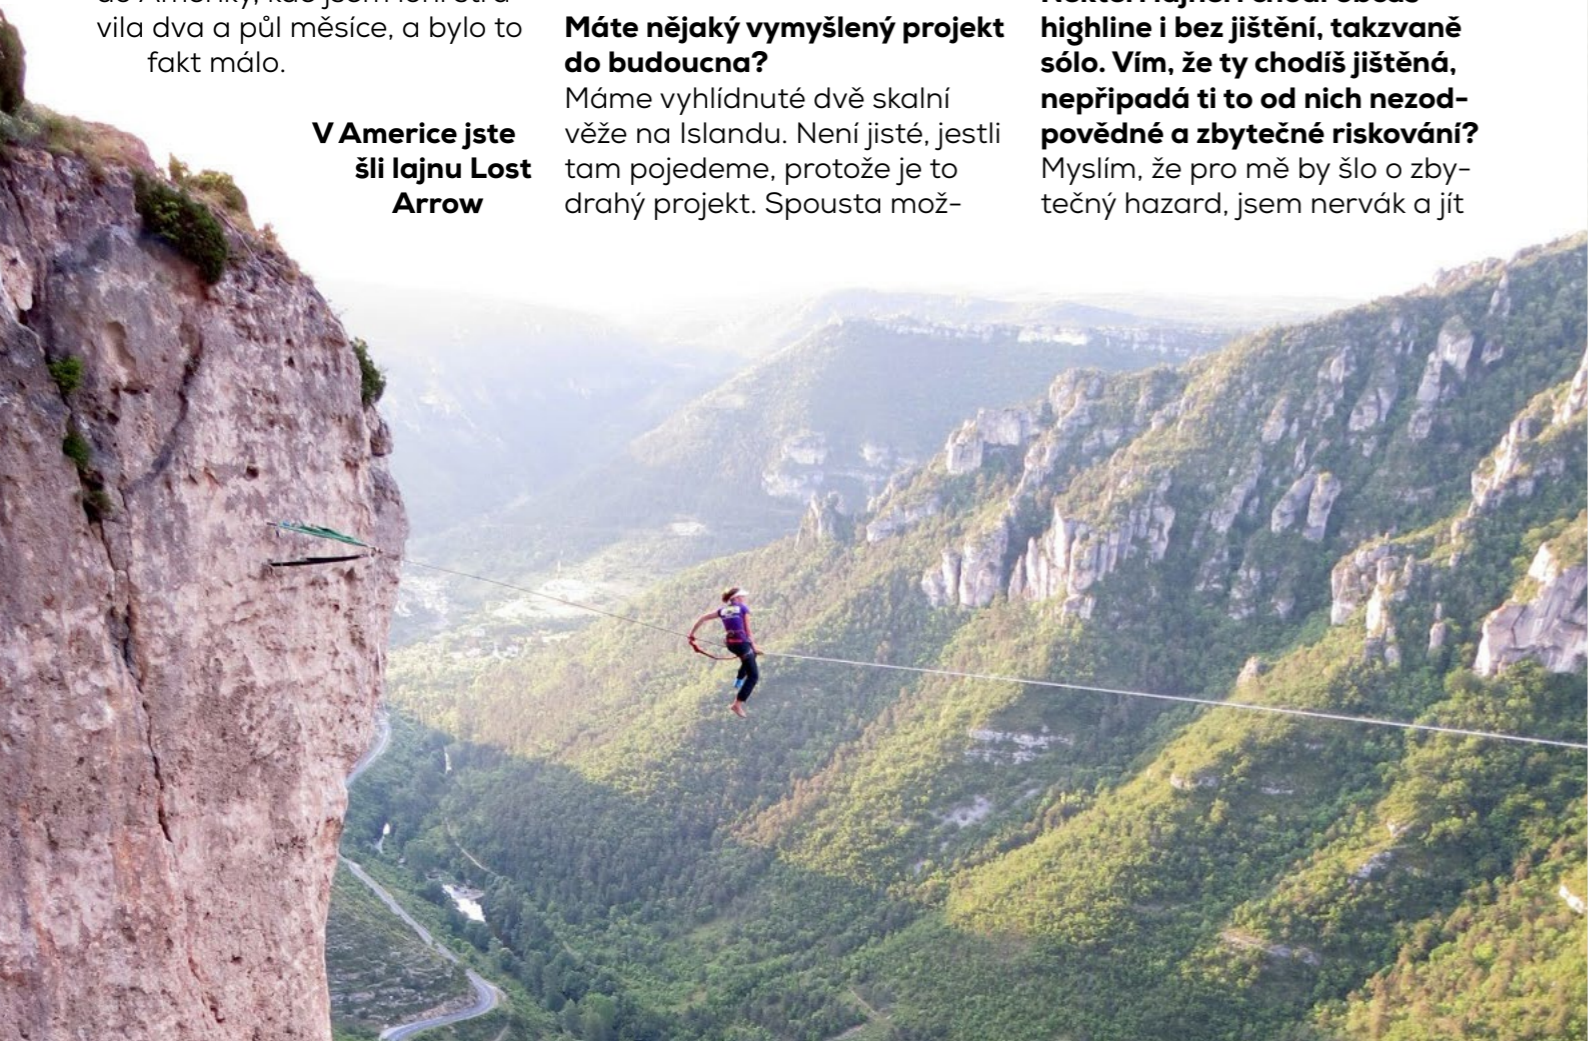 vila dva a půl měsíce, a bylo to
fakt málo.
V Americe jste
šli lajnu Lost
Arrow
Máte nějaký vymyšlený projekt
do budoucna?
Máme vyhlídnuté dvě skalní
věže na Islandu. Není jisté, jestli
tam pojedeme, protože je to
drahý projekt. Spousta mož-
highline i bez jištění, takzvaně
sólo. Vím, že ty chodíš jištěná,
nepřipadá ti to od nich nezod-
povědné a zbytečné riskování?
Myslím, že pro mě by šlo o zby-
tečný hazard, jsem nervák a jít